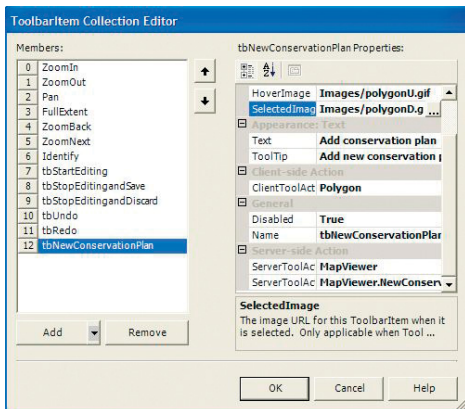 ToolbarItem Collection Editor
Members:
0 ZoomIn
1 ZoomOut
2 Pan
3 FullExtent
4 ZoomBack
5 ZoomNext
6 Identify
7 tbStartEditing
8 tbStopEditingandSave
9 tbStopEditingandDiscard
10 tbUndo
11 tbRedo
12 tbNewConservationPlan
Add
Remove
tbNewConservationPlan Properties:
HoverImage Images/polygonU.gif
SelectedImag Images/polygonD.g ...
Appearance: Text
Text Add conservation plan
ToolTip Add new conservation p
Client-side Action
ClientToolAct Polygon
General
Disabled True
Name tbNewConservationPlan
Server-side Action
ServerToolAc MapViewer
ServerToolAc MapViewer.NewConserv
SelectedImage
The image URL for this ToolbarItem when it
is selected. Only applicable when Tool ...
OK
Cancel
Help